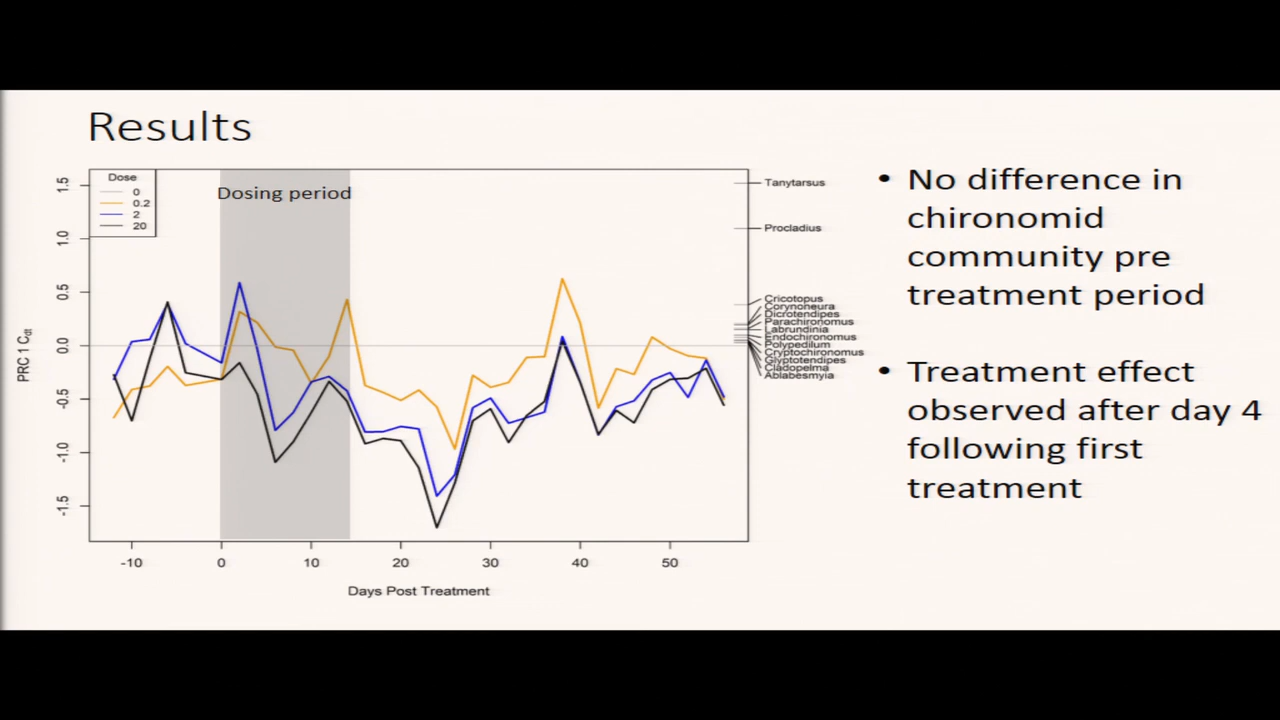 Results
Dose
0
0.2
2
20
Dosing period
1.5
1.0
0.5
0.0
-0.5
-1.0
-1.5
PRC 1 Cdt
-10 0 10 20 30 40 50
Days Post Treatment
Tanytarsus
Procladius
Cricotopus
Corynoneura
Dicrotendipes
Parachironomus
Labrundinia
Endochironomus
Polypedilum
Cryptochironomus
Glyptotendipes
Cladopelma
Ablabesmyia
• No difference in
chironomid
community pre
treatment period
• Treatment effect
observed after day 4
following first
treatment